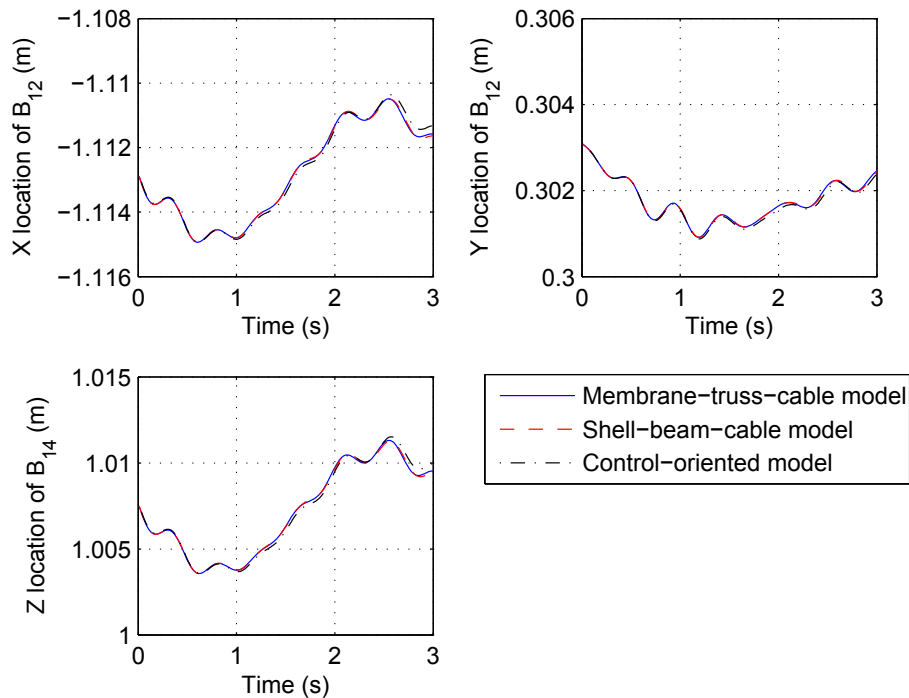 −1.108
−1.11
−1.112
−1.114
−1.116
X location of B12 (m)
0 1 2 3
Time (s)
0.306
0.304
0.302
0.3
Y location of B12 (m)
0 1 2 3
Time (s)
1.015
1.01
1.005
1
Z location of B14 (m)
0 1 2 3
Time (s)
Membrane−truss−cable model
Shell−beam−cable model
Control−oriented model